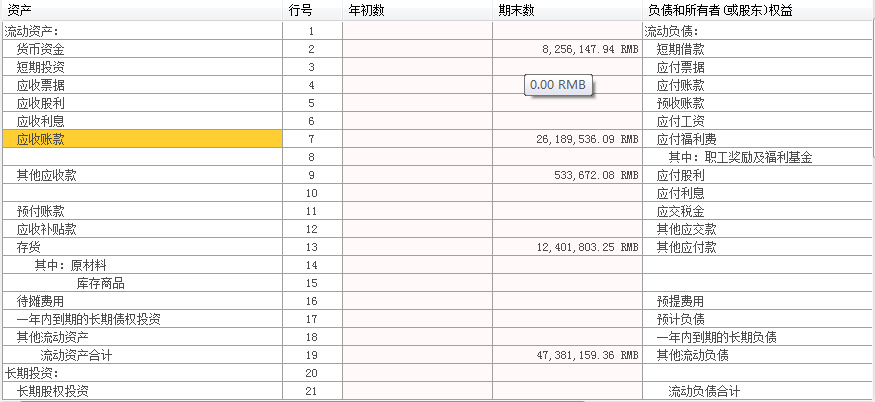 资产 行号 年初数 期末数 负债和所有者(或股东)权益
流动资产: 1 流动负债:
货币资金 2 8,256,147.94 RMB 短期借款
短期投资 3 应付票据
应收票据 4 0.00 RMB 应付账款
应收股利 5 预收账款
应收利息 6 应付工资
应收账款 7 26,189,536.09 RMB 应付福利费
8 其中: 职工奖励及福利基金
其他应收款 9 533,672.08 RMB 应付股利
10 应付利息
预付账款 11 应交税金
应收补贴款 12 其他应交款
存货 13 12,401,803.25 RMB 其他应付款
其中: 原材料 14
库存商品 15
待摊费用 16 预提费用
一年内到期的长期债权投资 17 预计负债
其他流动资产 18 一年内到期的长期负债
流动资产合计 19 47,381,159.36 RMB 其他流动负债
长期投资: 20
长期股权投资 21 流动负债合计